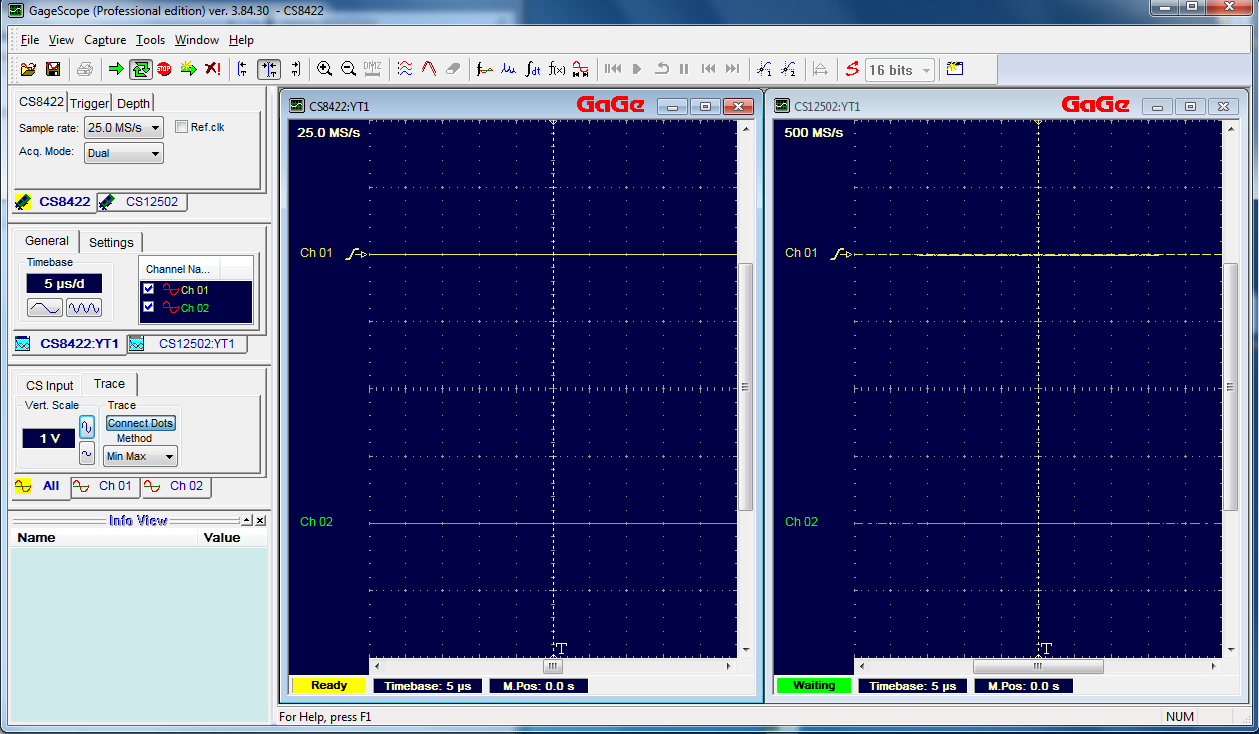 GageScope (Professional edition) ver. 3.84.30 - CS8422
File View Capture Tools Window Help
STOP
DMZ
∫dt f(x)
16 bits
CS8422 Trigger Depth
Sample rate: 25.0 MS/s Ref.clk
Acq. Mode: Dual
CS8422 CS12502
General Settings
Timebase
5 µs/d
Channel Na...
Ch 01
Ch 02
CS8422:YT1 CS12502:YT1
CS Input Trace
Vert. Scale Trace
Connect Dots
1 V
Method
Min Max
All Ch 01 Ch 02
Info View
Name Value
CS8422:YT1 GaGe
25.0 MS/s
Ch 01
Ch 02
T
Ready Timebase: 5 µs M.Pos: 0.0 s
CS12502:YT1 GaGe
500 MS/s
Ch 01
Ch 02
T
Waiting Timebase: 5 µs M.Pos: 0.0 s
For Help, press F1 NUM